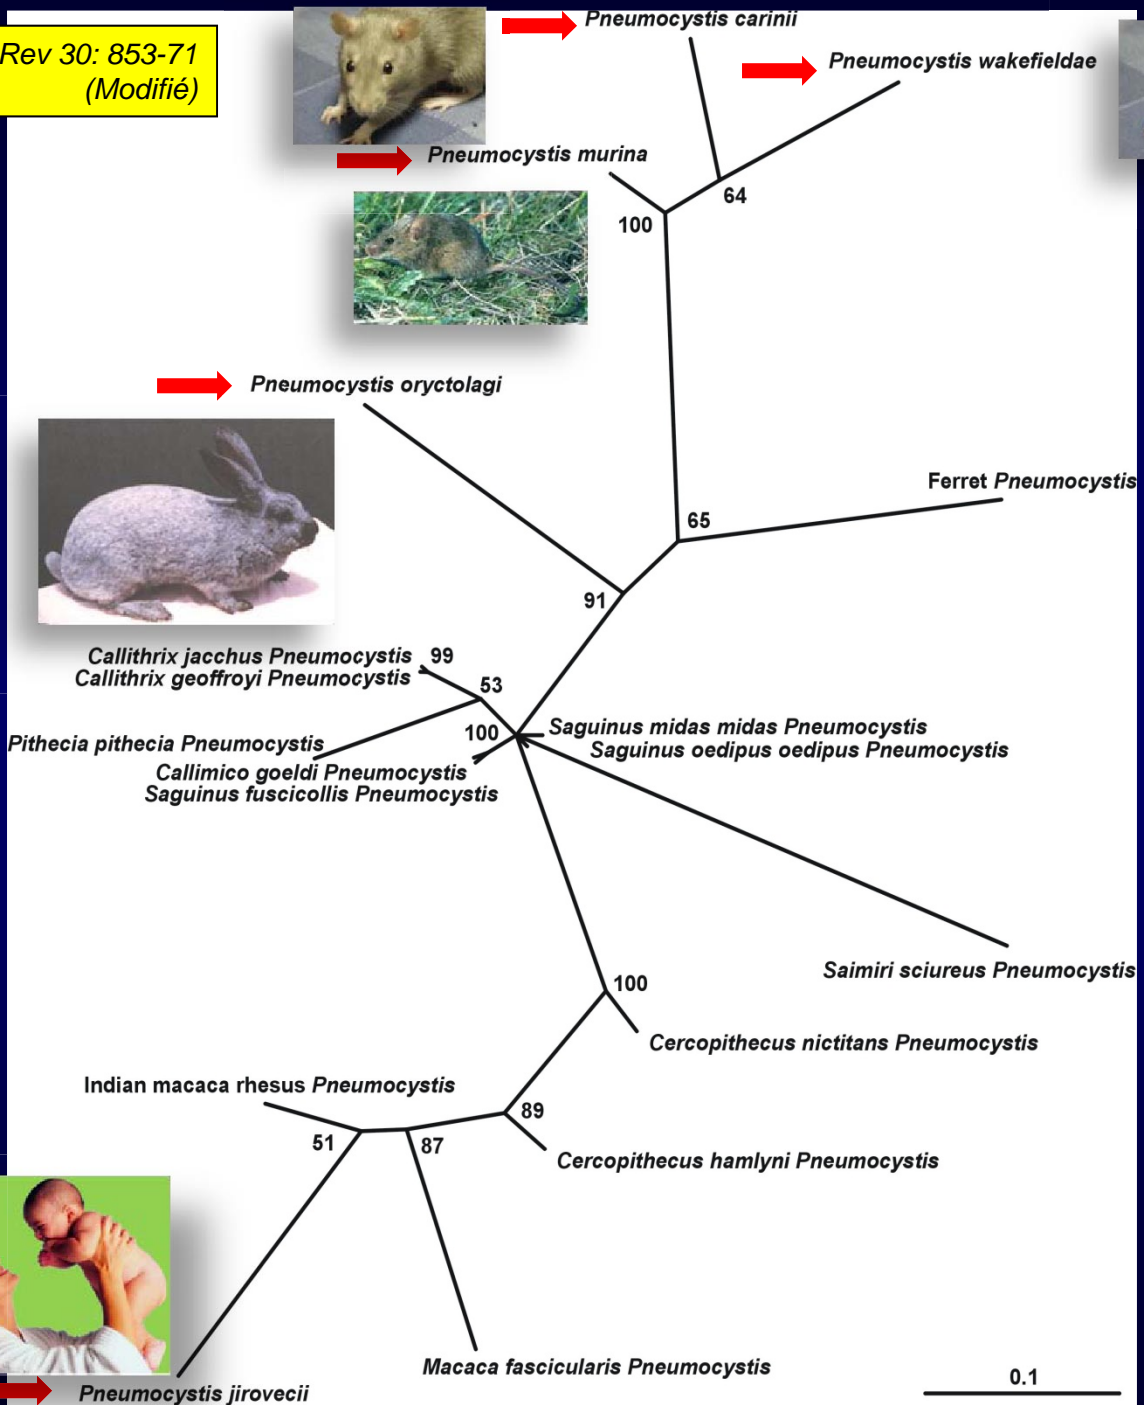 Rev 30: 853-71
(Modifié)
Pneumocystis carinii
Pneumocystis wakefieldae
Pneumocystis murina
64
100
Pneumocystis oryctolagi
Ferret Pneumocystis
65
91
Callithrix jacchus Pneumocystis
99
Callithrix geoffroyi Pneumocystis
53
Saguinus midas midas Pneumocystis
100
Pithecia pithecia Pneumocystis
Saguinus oedipus oedipus Pneumocystis
Callimico goeldi Pneumocystis
Saguinus fuscicollis Pneumocystis
Saimiri sciureus Pneumocystis
100
Cercopithecus nictitans Pneumocystis
Indian macaca rhesus Pneumocystis
89
51
87
Cercopithecus hamlyni Pneumocystis
Macaca fascicularis Pneumocystis
0.1
Pneumocystis jirovecii